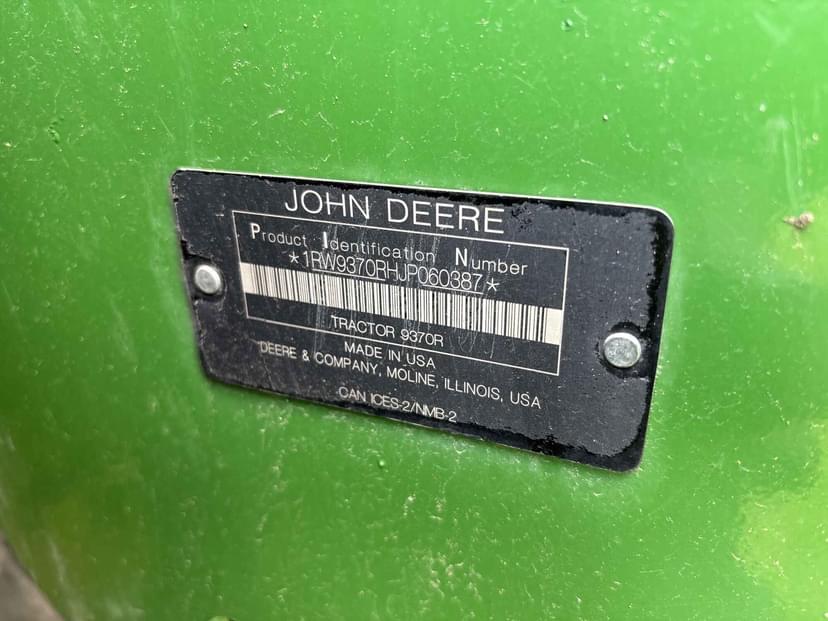 JOHN DEERE
Product Identification Number
*1RW9370RHJP060387*
TRACTOR 9370R
MADE IN USA
DEERE & COMPANY, MOLINE, ILLINOIS, USA
CAN ICES-2/NMB-2